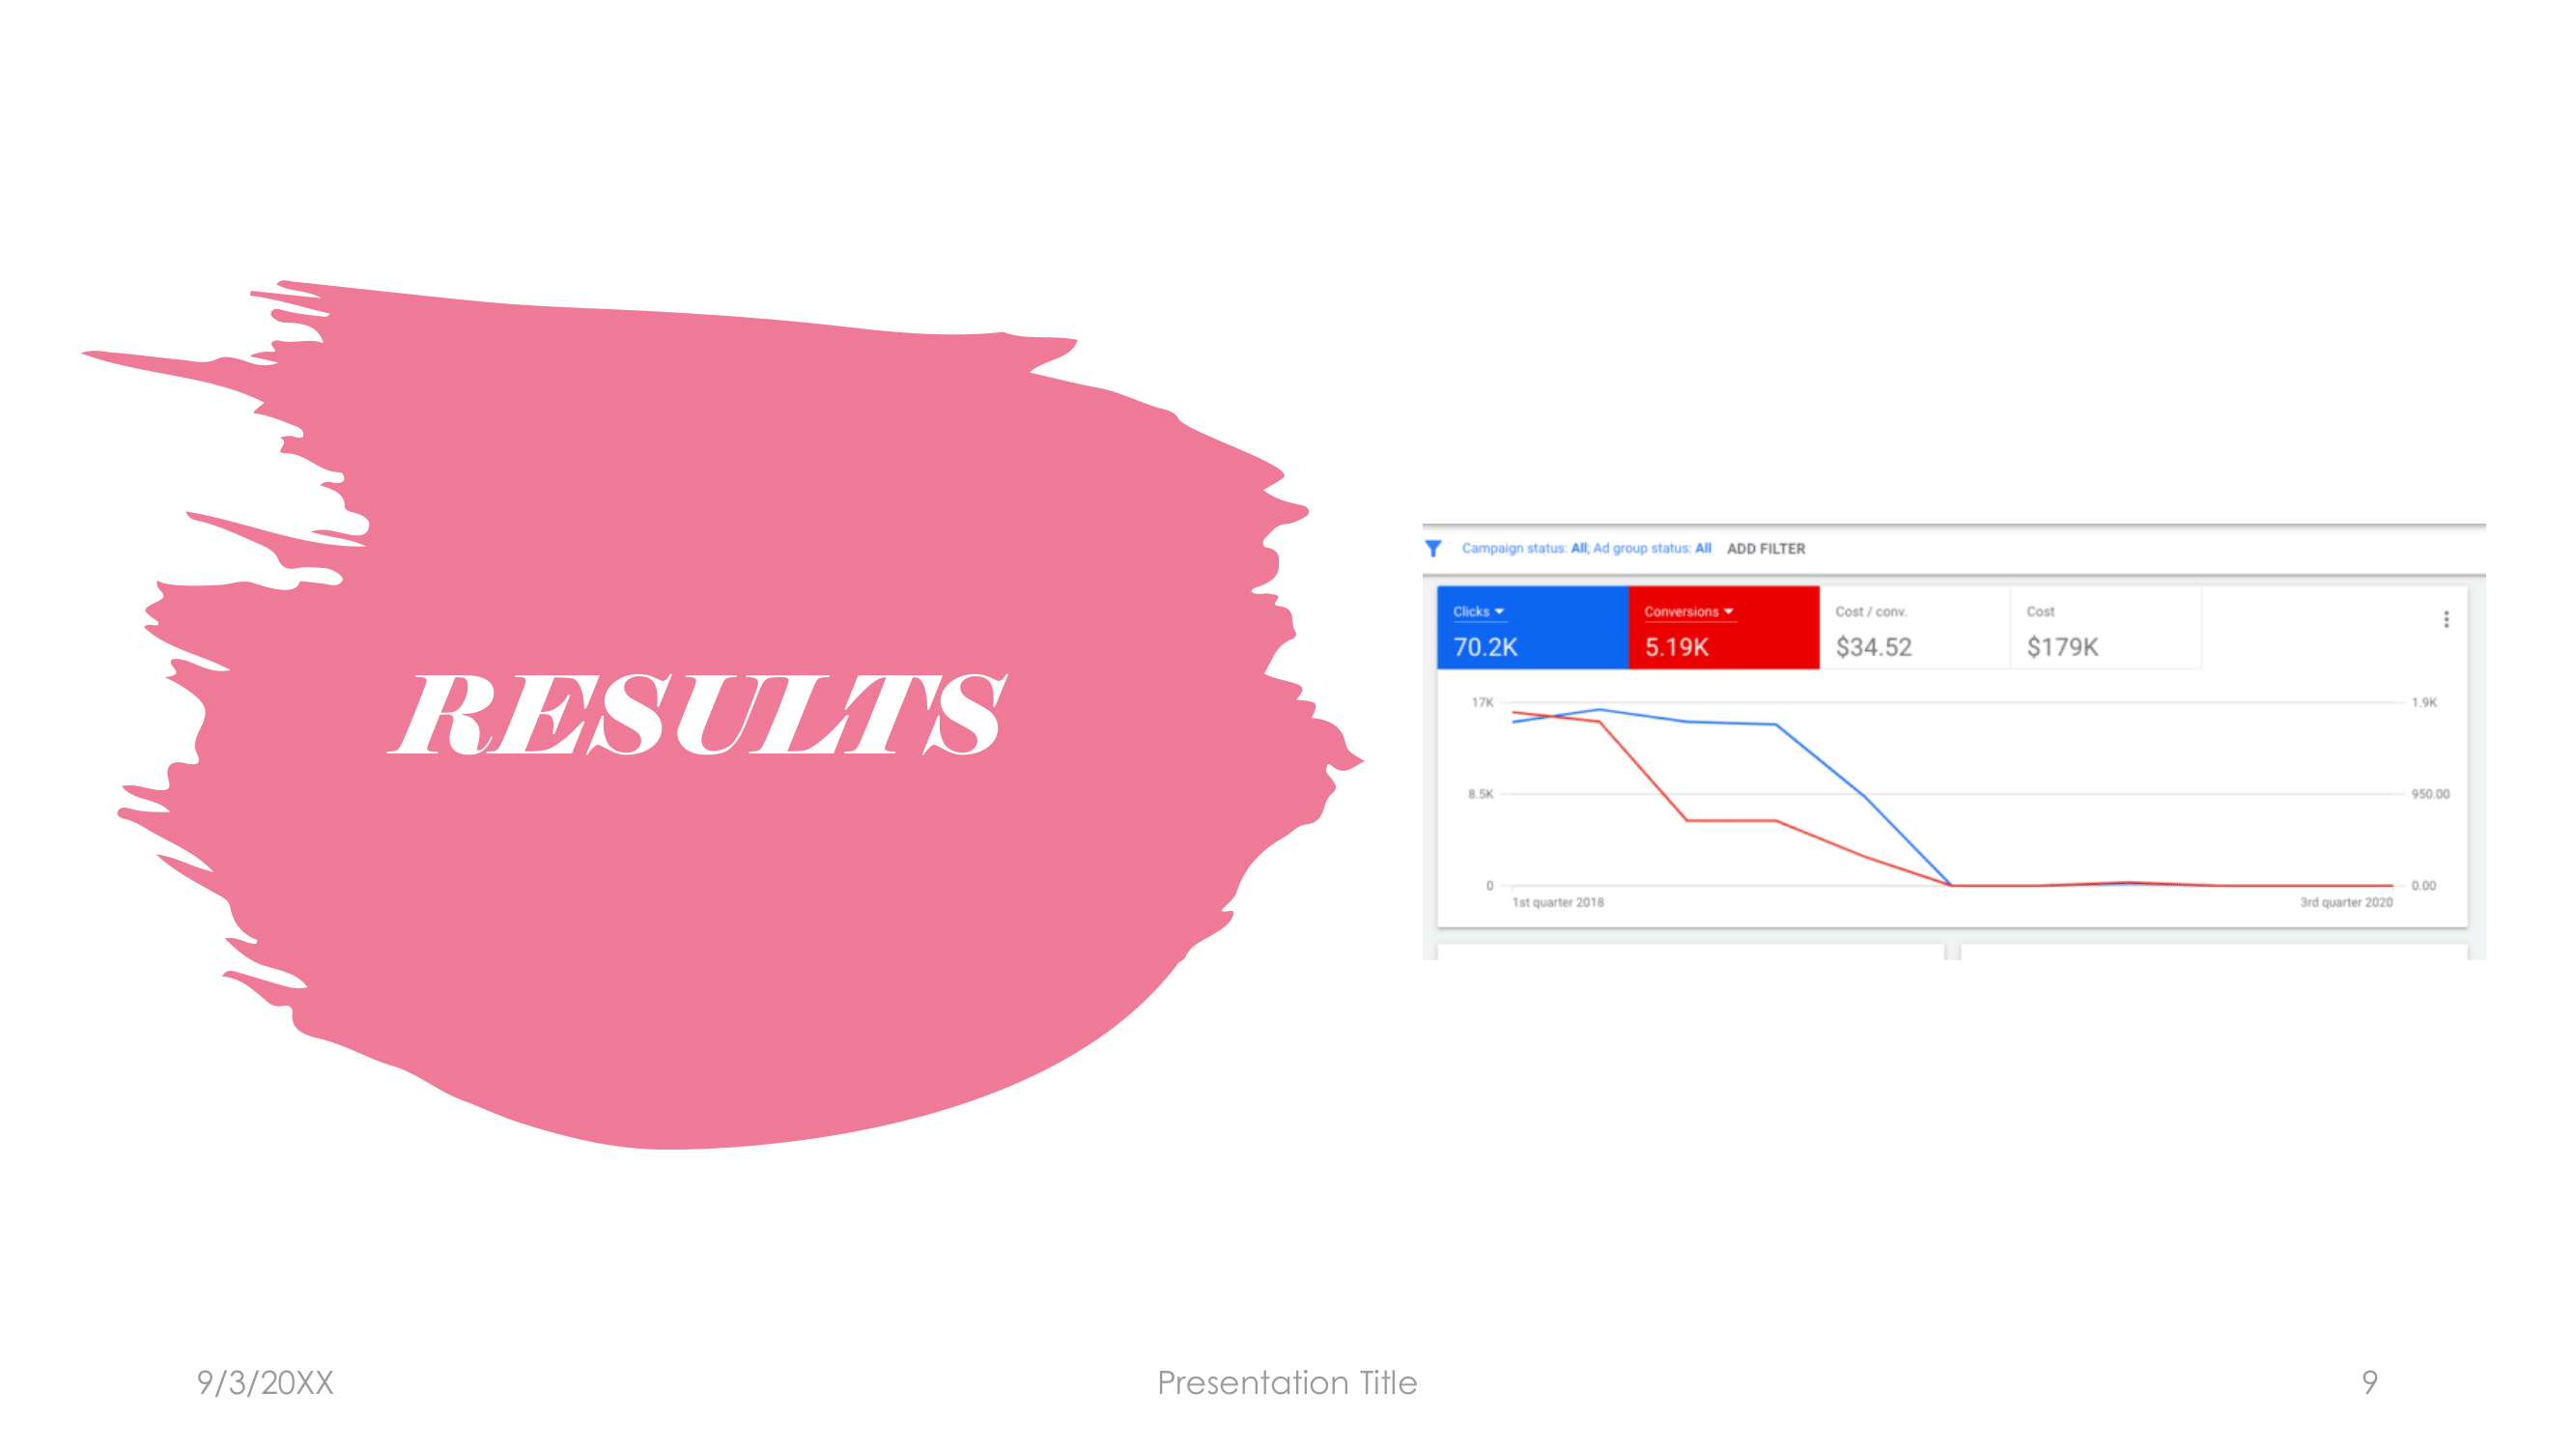 RESULTS
Campaign status: All; Ad group status: All ADD FILTER
Clicks Conversions Cost / conv. Cost
70.2K 5.19K $34.52 $179K
17K 1.9K
8.5K 950.00
0 0.00
1st quarter 2018 3rd quarter 2020
9/3/20XX Presentation Title 9